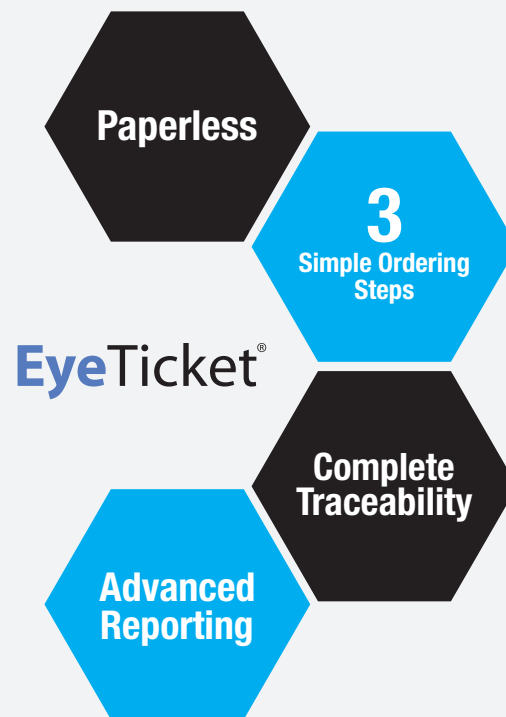 Paperless
3
Simple Ordering
Steps
EyeTicket®
Complete
Traceability
Advanced
Reporting